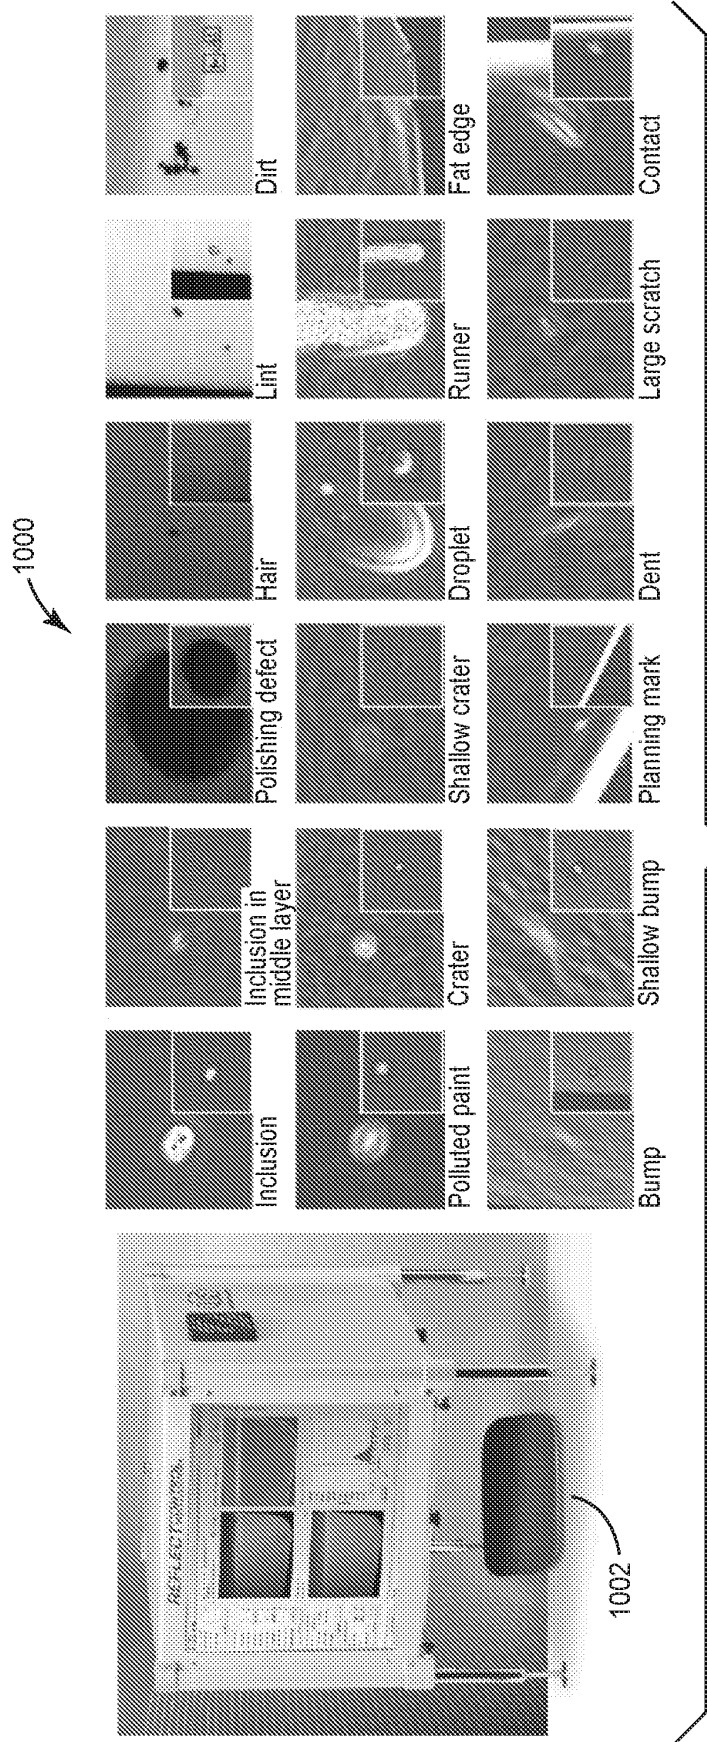 1000
Inclusion
Inclusion in
middle layer
Polishing defect
Hair
Lint
Dirt
Polluted paint
Crater
Shallow crater
Droplet
Runner
Fat edge
Bump
Shallow bump
Planning mark
Dent
Large scratch
Contact
1002